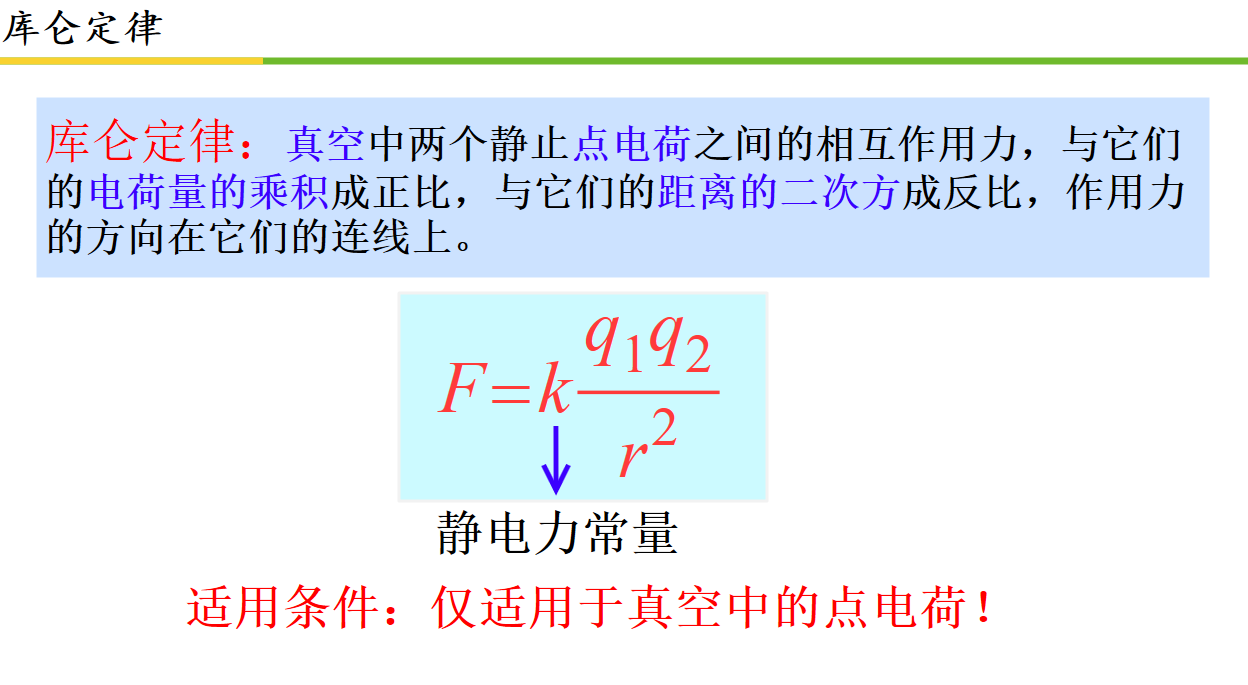 库仑定律
库仑定律：真空中两个静止点电荷之间的相互作用力，与它们
的电荷量的乘积成正比，与它们的距离的二次方成反比，作用力
的方向在它们的连线上。
F=k\frac{q_1q_2}{r^2}
静电力常量
适用条件：仅适用于真空中的点电荷！